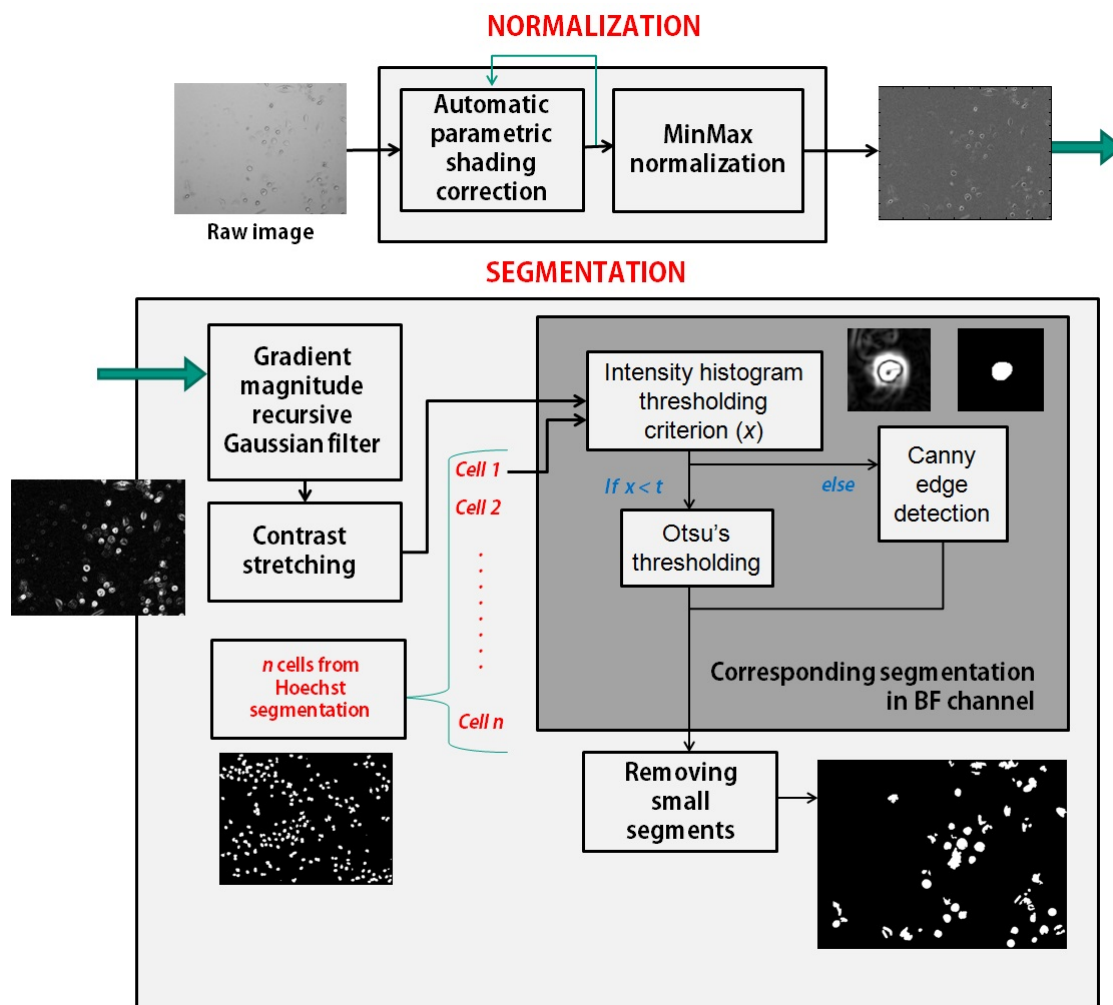 NORMALIZATION
Raw image
Automatic
parametric
shading
correction
MinMax
normalization
SEGMENTATION
Gradient
magnitude
recursive
Gaussian filter
Contrast
stretching
n cells from
Hoechst
segmentation
Cell 1
Cell 2
Cell n
Intensity histogram
thresholding
criterion (x)
If x < t
else
Otsu's
thresholding
Canny
edge
detection
Corresponding segmentation
in BF channel
Removing
small
segments